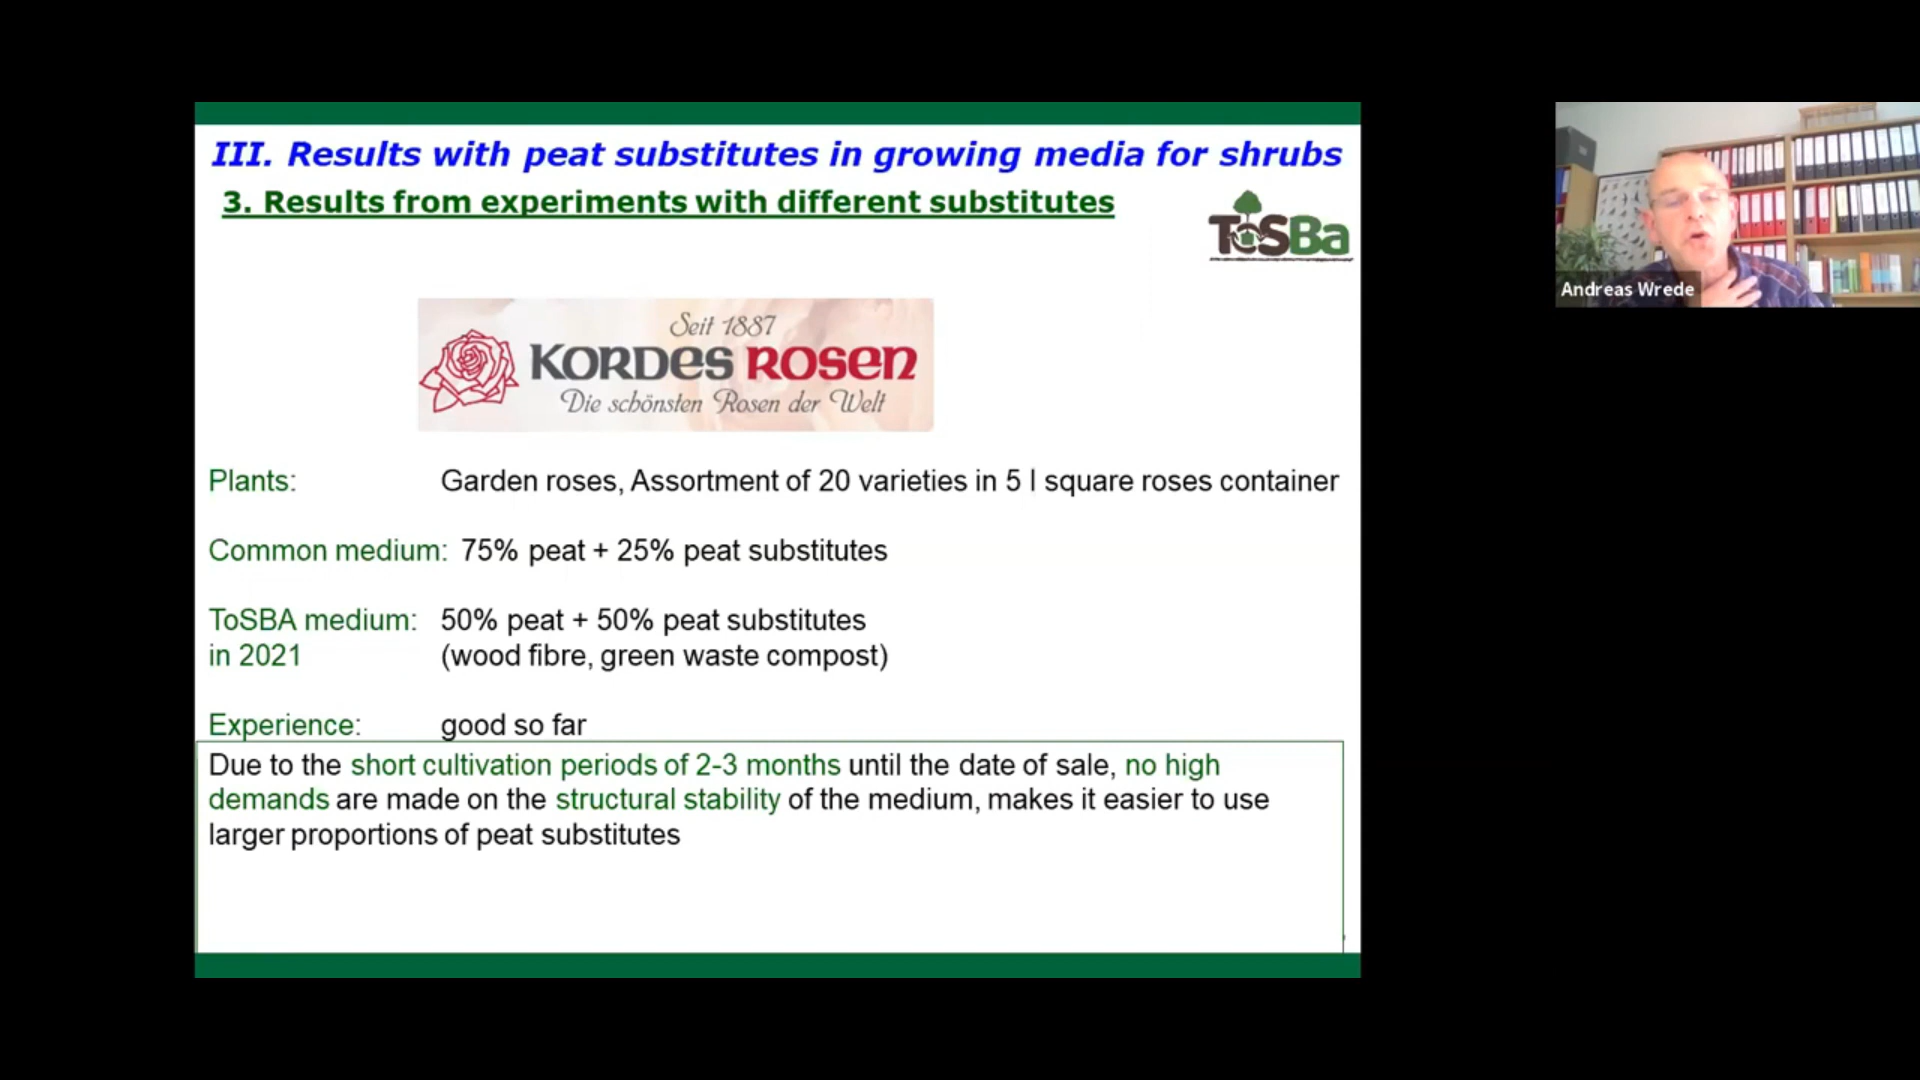 III. Results with peat substitutes in growing media for shrubs
3. Results from experiments with different substitutes
ToSBa
Seit 1887
KORDES ROSEN
Die schönsten Rosen der Welt
Plants: Garden roses, Assortment of 20 varieties in 5 l square roses container
Common medium: 75% peat + 25% peat substitutes
ToSBA medium: 50% peat + 50% peat substitutes
in 2021 (wood fibre, green waste compost)
Experience: good so far
Due to the short cultivation periods of 2-3 months until the date of sale, no high
demands are made on the structural stability of the medium, makes it easier to use
larger proportions of peat substitutes
Andreas Wrede